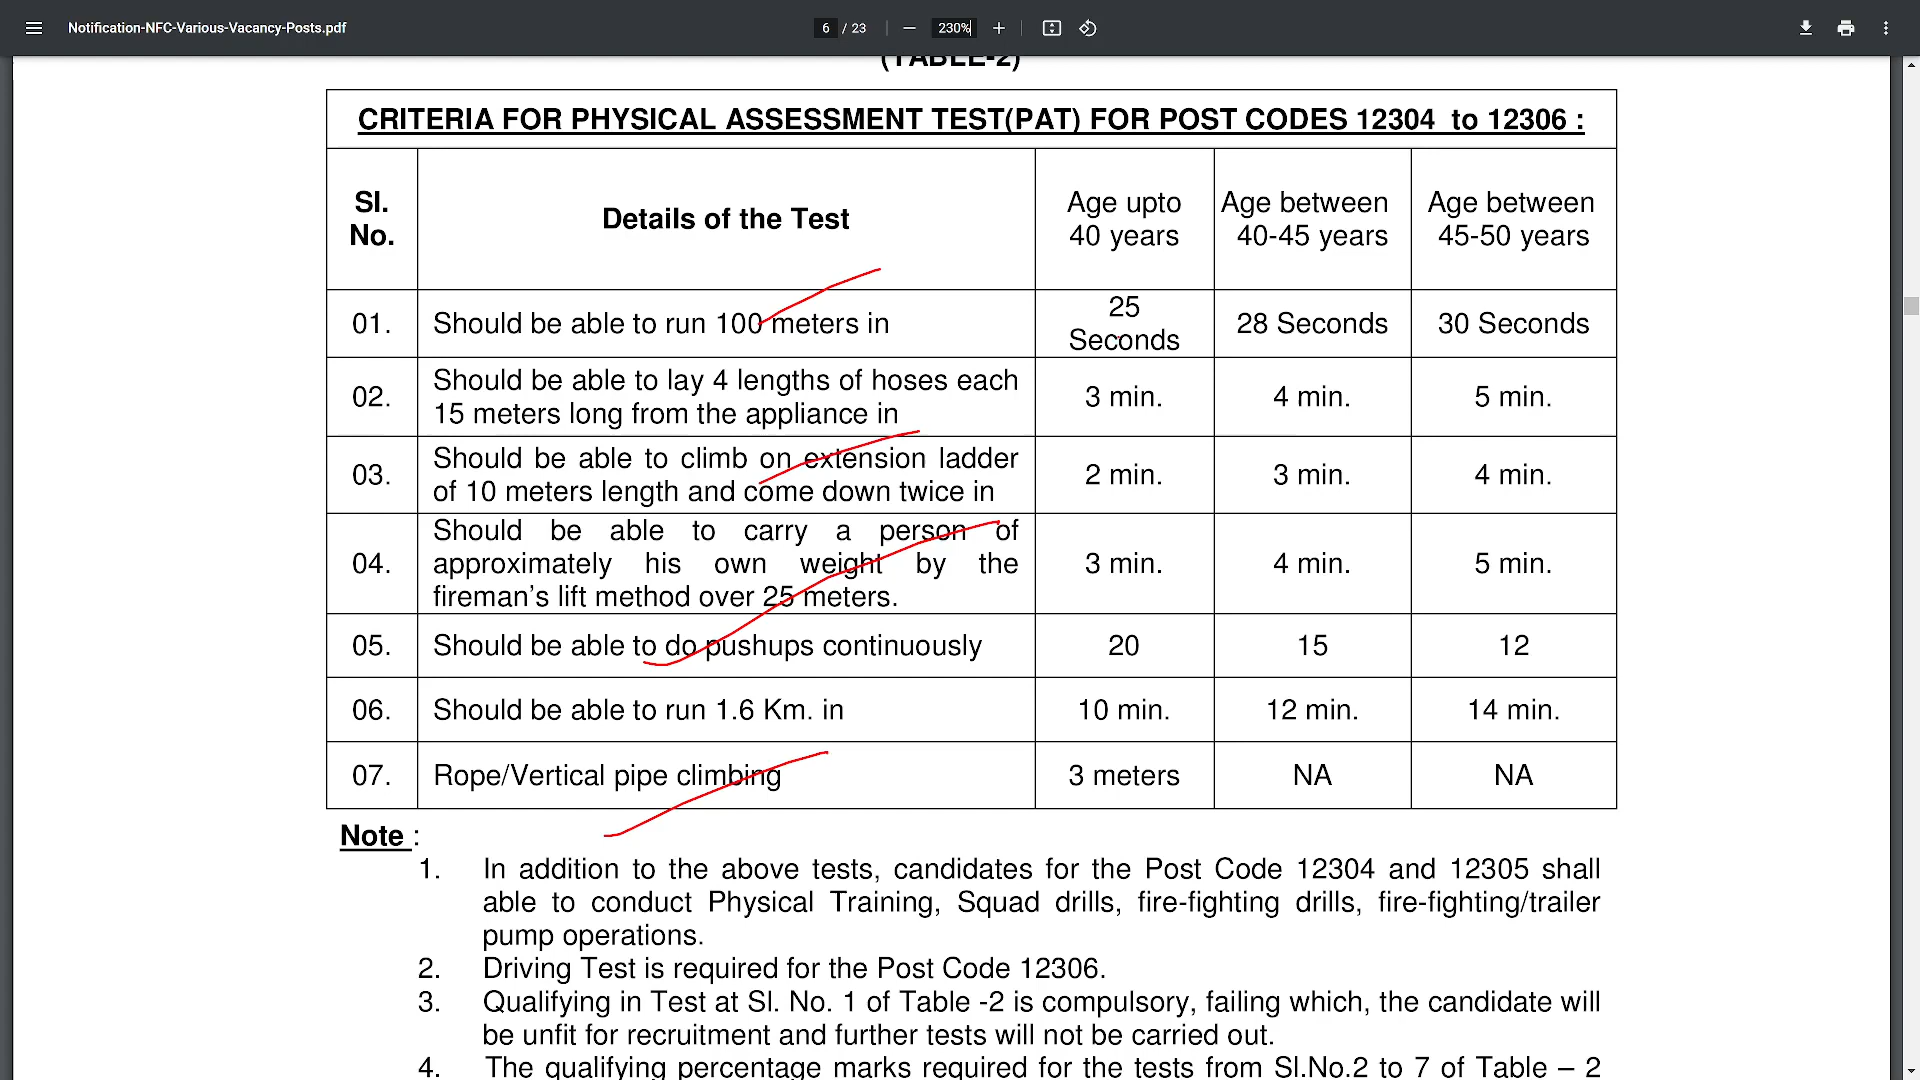 Notification-NFC-Various-Vacancy-Posts.pdf 6 / 23 230%
(TABLE-2)
CRITERIA FOR PHYSICAL ASSESSMENT TEST(PAT) FOR POST CODES 12304 to 12306 :
Sl. No. Details of the Test Age upto 40 years Age between 40-45 years Age between 45-50 years
01. Should be able to run 100 meters in 25 Seconds 28 Seconds 30 Seconds
02. Should be able to lay 4 lengths of hoses each
15 meters long from the appliance in 3 min. 4 min. 5 min.
03. Should be able to climb on extension ladder
of 10 meters length and come down twice in 2 min. 3 min. 4 min.
04. Should be able to carry a person of
approximately his own weight by the
fireman's lift method over 25 meters. 3 min. 4 min. 5 min.
05. Should be able to do pushups continuously 20 15 12
06. Should be able to run 1.6 Km. in 10 min. 12 min. 14 min.
07. Rope/Vertical pipe climbing 3 meters NA NA
Note :
1. In addition to the above tests, candidates for the Post Code 12304 and 12305 shall
able to conduct Physical Training, Squad drills, fire-fighting drills, fire-fighting/trailer
pump operations.
2. Driving Test is required for the Post Code 12306.
3. Qualifying in Test at Sl. No. 1 of Table -2 is compulsory, failing which, the candidate will
be unfit for recruitment and further tests will not be carried out.
4. The qualifying percentage marks required for the tests from Sl.No.2 to 7 of Table – 2